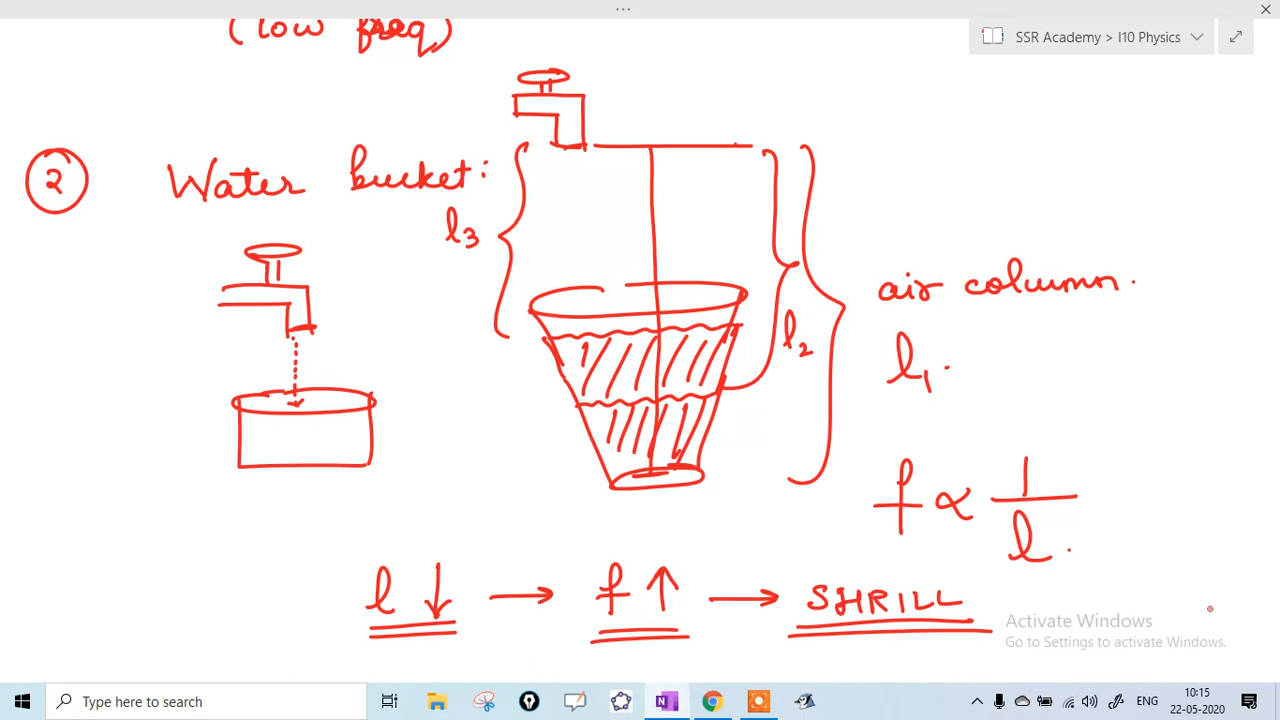 SSR Academy > I10 Physics
(low freq)
2
Water bucket:
l3
l2
air column.
l1.
f ∝ 1/l.
l ↓ → f ↑ → SHRILL
Activate Windows
Go to Settings to activate Windows.
Type here to search
ENG
10:15
22-05-2020